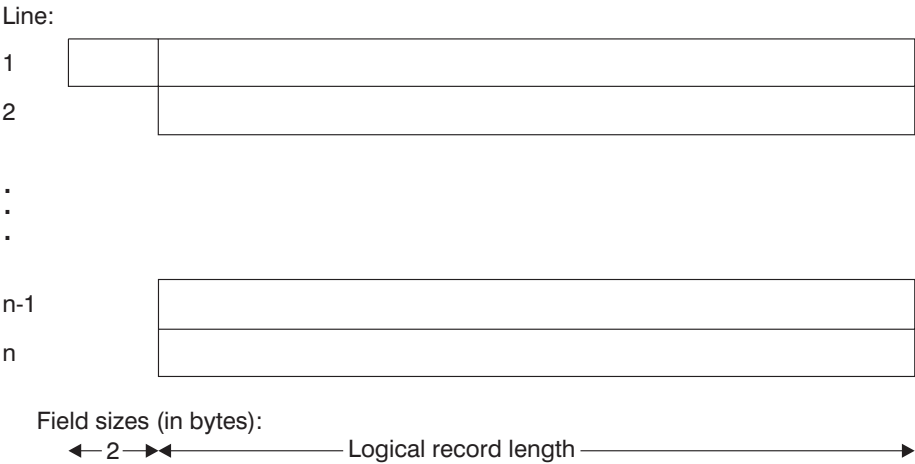 Line:
1
2
.
.
.
n-1
n
Field sizes (in bytes):
2 Logical record length